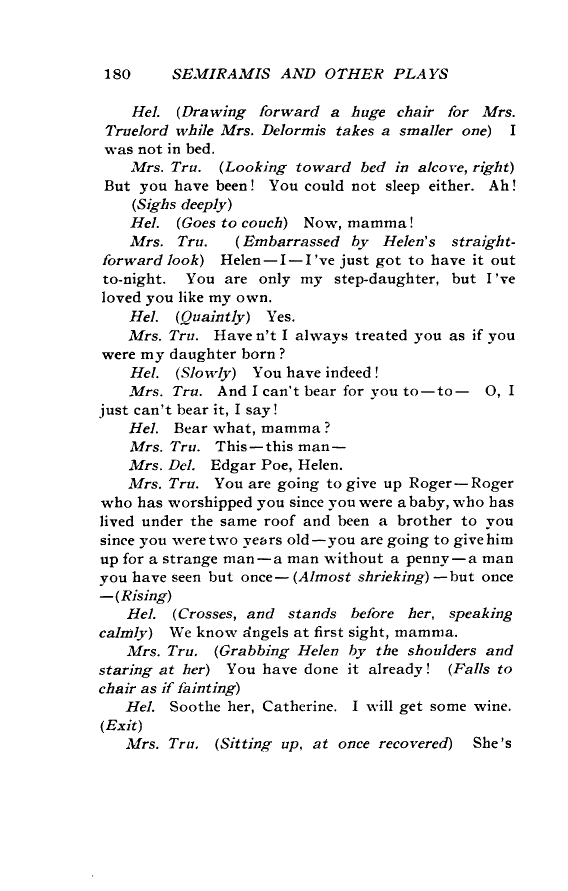 180 SEMIRAMIS AND OTHER PLAYS
Hel. (Drawing forward a huge chair for Mrs.
Truelord while Mrs. Delormis takes a smaller one) I
was not in bed.
Mrs. Tru. (Looking toward bed in alcove, right)
But you have been! You could not sleep either. Ah!
(Sighs deeply)
Hel. (Goes to couch) Now, mamma!
Mrs. Tru. (Embarrassed by Helen's straight-
forward look) Helen—I—I've just got to have it out
to-night. You are only my step-daughter, but I've
loved you like my own.
Hel. (Quaintly) Yes.
Mrs. Tru. Haven't I always treated you as if you
were my daughter born?
Hel. (Slowly) You have indeed!
Mrs. Tru. And I can't bear for you to—to— O, I
just can't bear it, I say!
Hel. Bear what, mamma?
Mrs. Tru. This—this man—
Mrs. Del. Edgar Poe, Helen.
Mrs. Tru. You are going to give up Roger—Roger
who has worshipped you since you were a baby, who has
lived under the same roof and been a brother to you
since you were two years old—you are going to give him
up for a strange man—a man without a penny—a man
you have seen but once— (Almost shrieking) —but once
—(Rising)
Hel. (Crosses, and stands before her, speaking
calmly) We know angels at first sight, mamma.
Mrs. Tru. (Grabbing Helen by the shoulders and
staring at her) You have done it already! (Falls to
chair as if fainting)
Hel. Soothe her, Catherine. I will get some wine.
(Exit)
Mrs. Tru. (Sitting up, at once recovered) She's